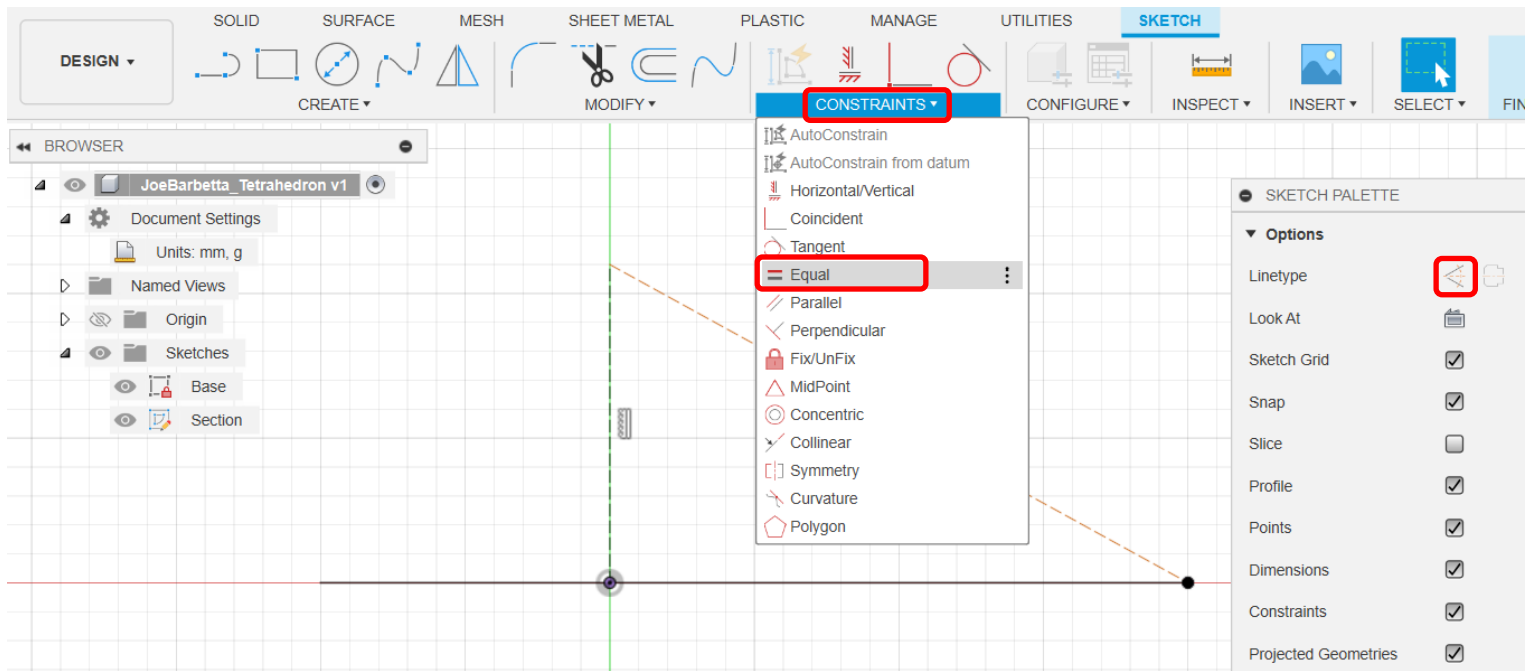 SOLID SURFACE MESH SHEET METAL PLASTIC MANAGE UTILITIES SKETCH
DESIGN ▾
CREATE ▾ MODIFY ▾ CONSTRAINTS ▾ CONFIGURE ▾ INSPECT ▾ INSERT ▾ SELECT ▾ FIN
BROWSER
JoeBarbetta_Tetrahedron v1
Document Settings
Units: mm, g
Named Views
Origin
Sketches
Base
Section
AutoConstrain
AutoConstrain from datum
Horizontal/Vertical
Coincident
Tangent
Equal
Parallel
Perpendicular
Fix/UnFix
MidPoint
Concentric
Collinear
Symmetry
Curvature
Polygon
SKETCH PALETTE
Options
Linetype
Look At
Sketch Grid
Snap
Slice
Profile
Points
Dimensions
Constraints
Projected Geometries